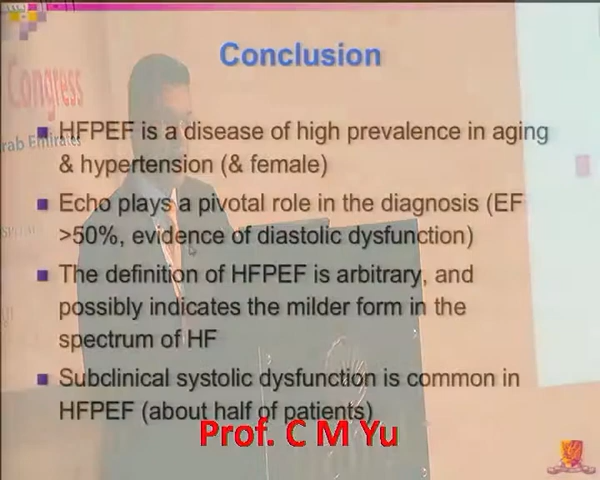 Conclusion
Congress
rab Emirates
HFPEF is a disease of high prevalence in aging
& hypertension (& female)
Echo plays a pivotal role in the diagnosis (EF
>50%, evidence of diastolic dysfunction)
The definition of HFPEF is arbitrary, and
possibly indicates the milder form in the
spectrum of HF
Subclinical systolic dysfunction is common in
HFPEF (about half of patients)
Prof. C M Yu